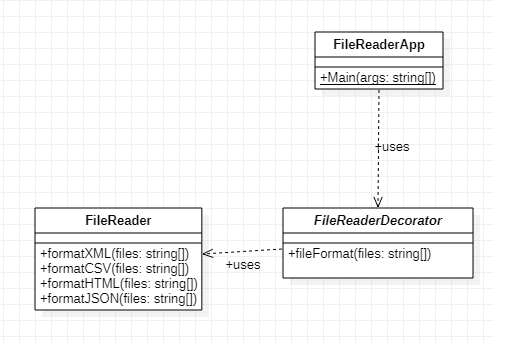 FileReaderApp
+Main(args: string[])
+uses
FileReader
+formatXML(files: string[])
+formatCSV(files: string[])
+formatHTML(files: string[])
+formatJSON(files: string[])
FileReaderDecorator
+fileFormat(files: string[])
+uses